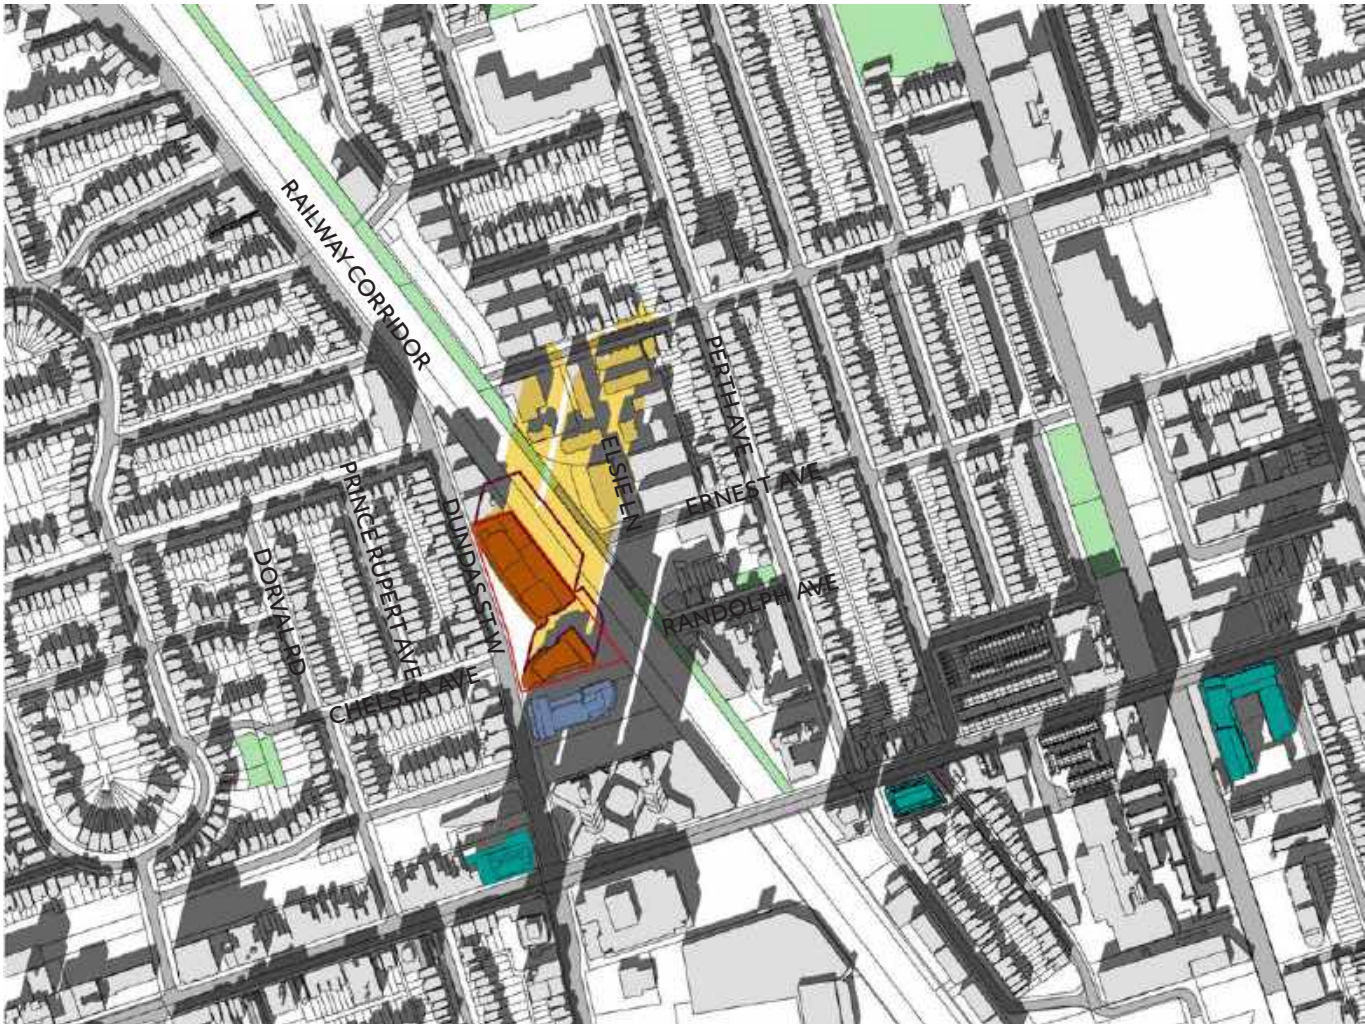 RAILWAY CORRIDOR
PERTH AVE
ELSIE LN
ERNEST AVE
PRINCE RUPERT AVE
DUNDAS ST W
DORVAL RD
RANDOLPH AVE
CHELSEA AVE